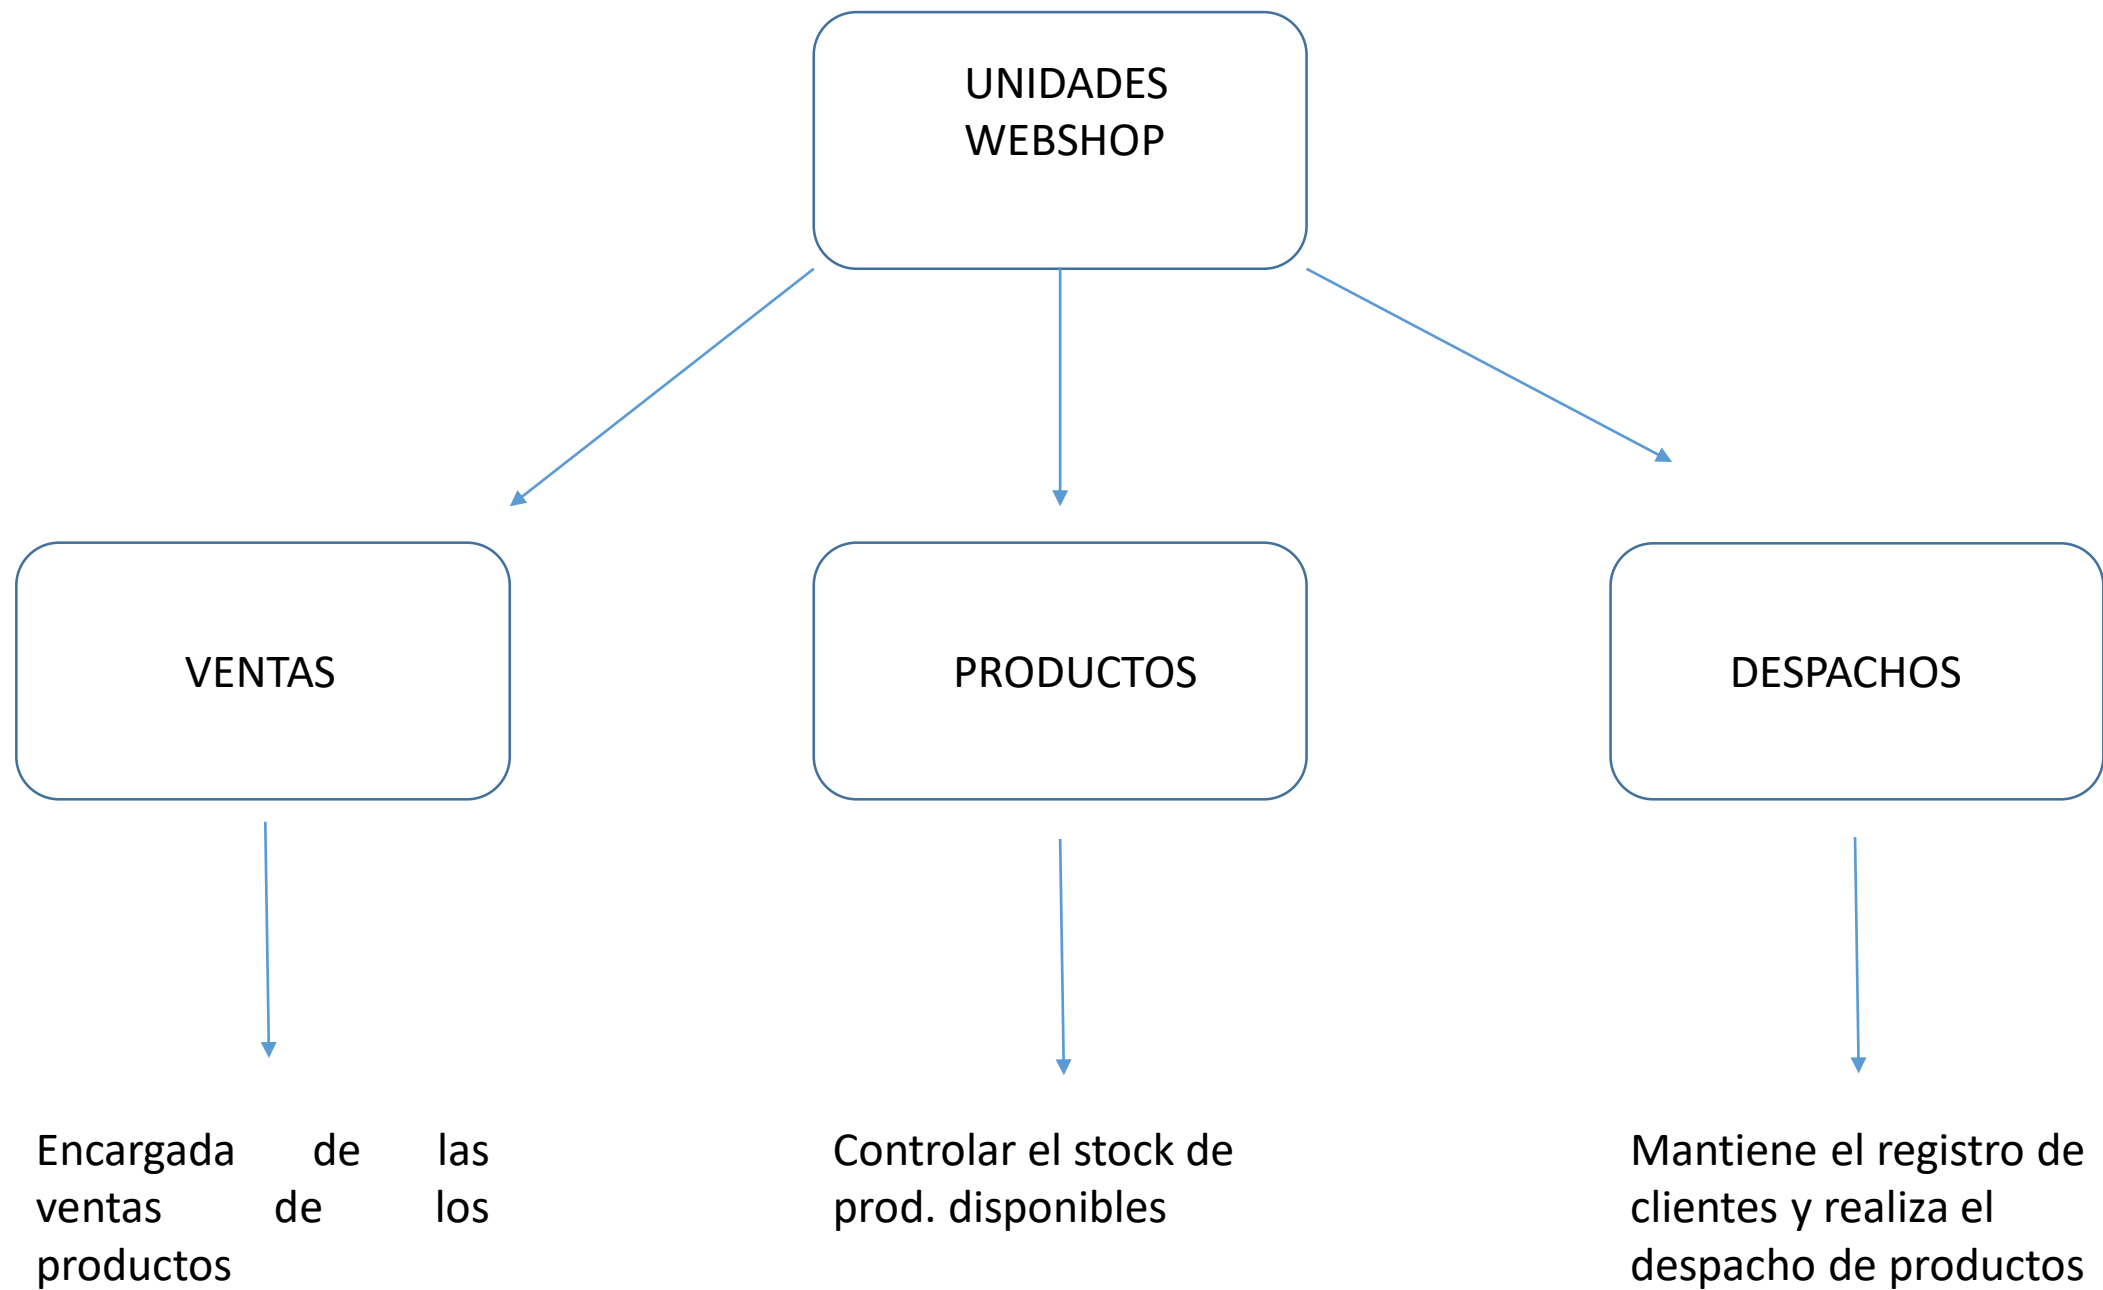 UNIDADES
WEBSHOP
VENTAS
PRODUCTOS
DESPACHOS
Encargada de las
ventas de los
productos
Controlar el stock de
prod. disponibles
Mantiene el registro de
clientes y realiza el
despacho de productos